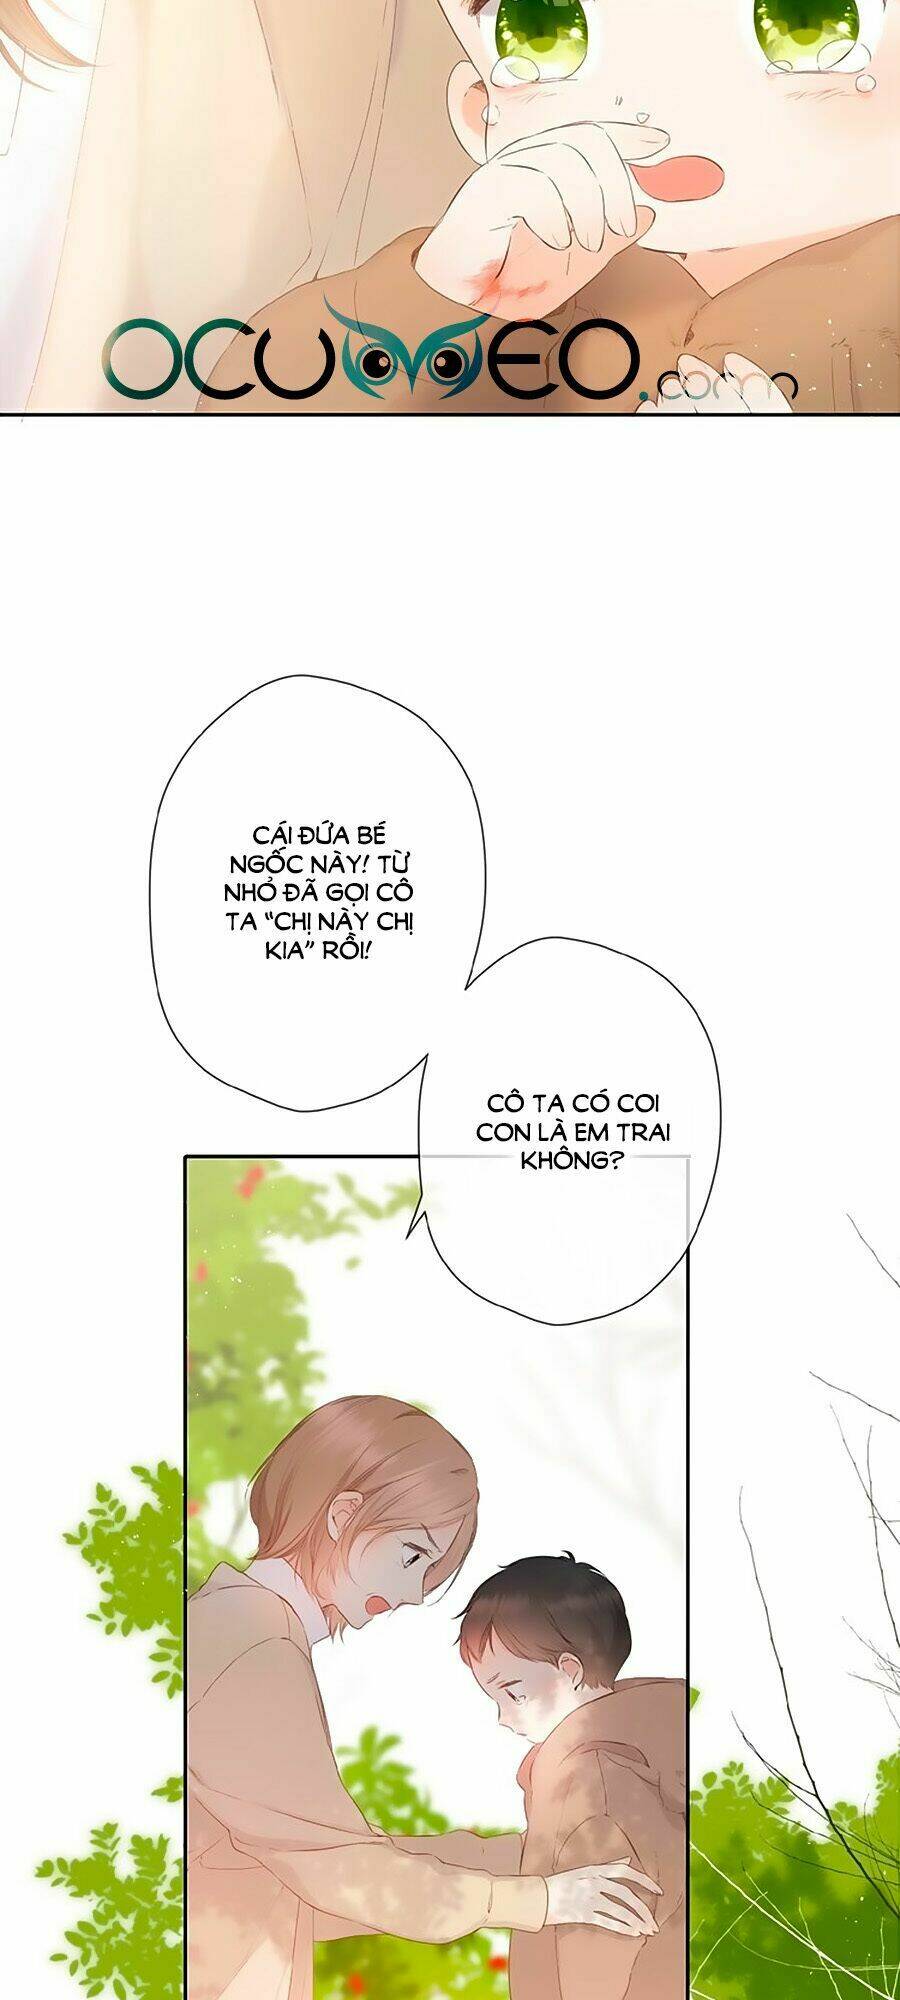 OCUMEO.com
CÁI ĐỨA BÉ
NGỐC NÀY! TỪ
NHỎ ĐÃ GỌI CÔ
TA "CHỊ NÀY CHỊ
KIA" RỒI!
CÔ TA CÓ COI
CON LÀ EM TRAI
KHÔNG?